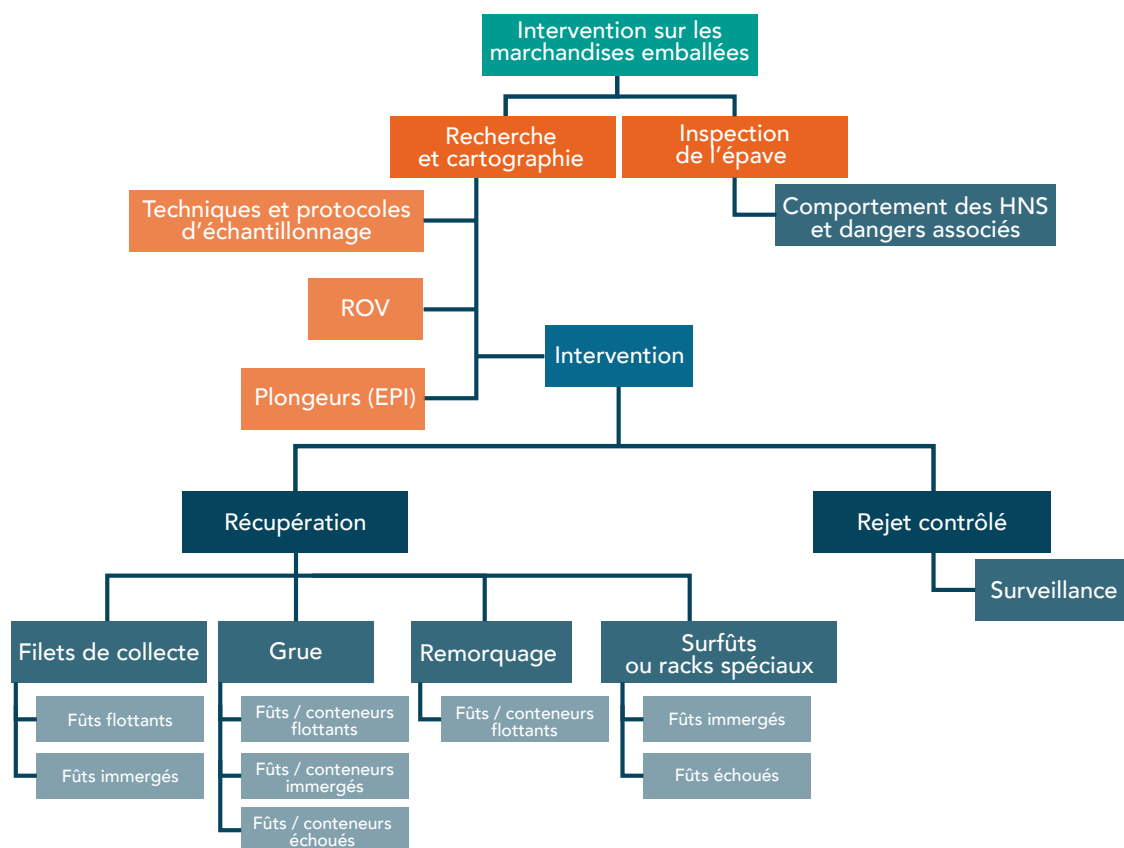 Intervention sur les
marchandises emballées
Recherche
et cartographie
Inspection
de l'épave
Techniques et protocoles
d'échantillonnage
Comportement des HNS
et dangers associés
ROV
Intervention
Plongeurs (EPI)
Récupération
Rejet contrôlé
Surveillance
Filets de collecte
Grue
Remorquage
Surfûts
ou racks spéciaux
Fûts flottants
Fûts / conteneurs
flottants
Fûts / conteneurs
flottants
Fûts immergés
Fûts immergés
Fûts / conteneurs
immergés
Fûts échoués
Fûts / conteneurs
échoués